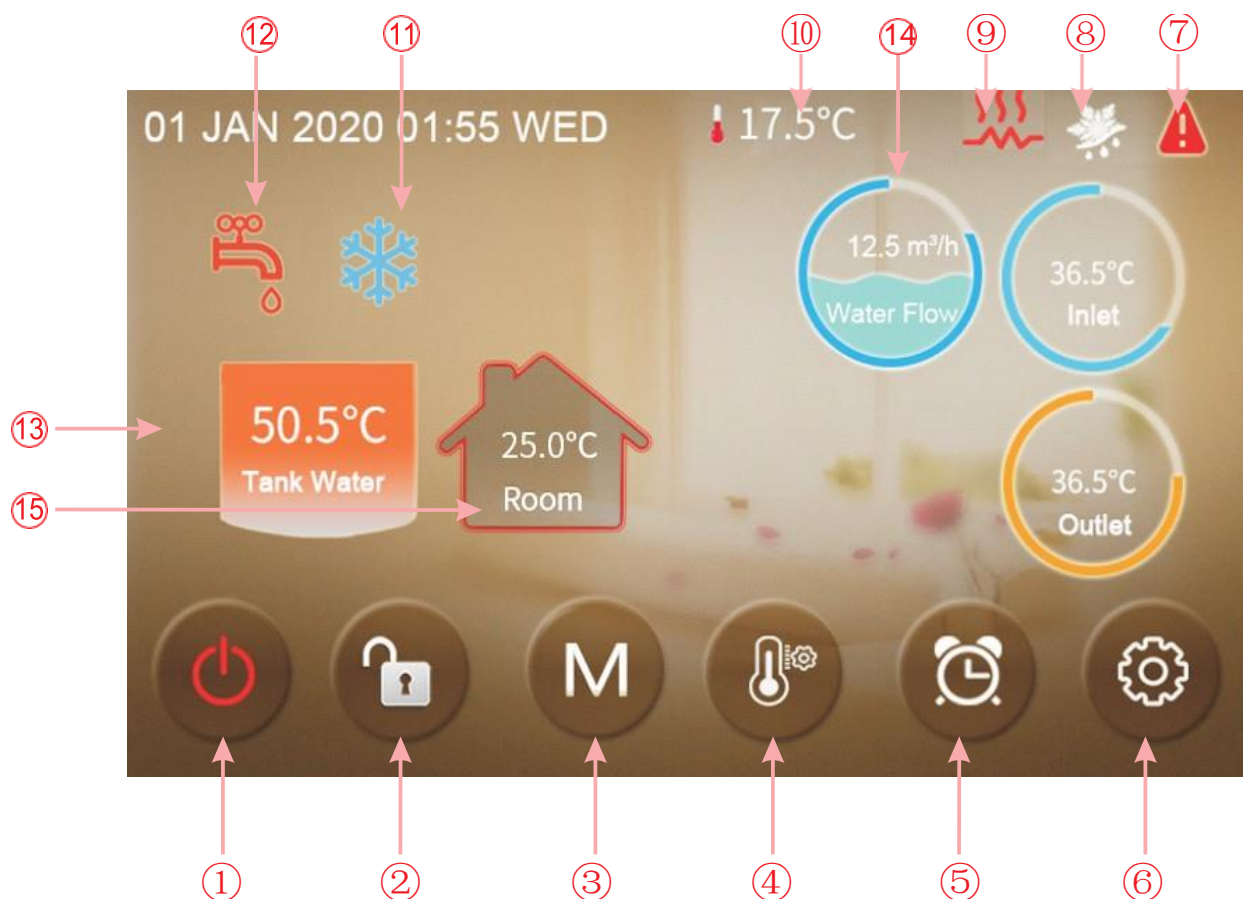 ⑫ ⑪ ⑩ ⑭ ⑨ ⑧ ⑦
01 JAN 2020 01:55 WED
17.5°C
12.5 m³/h
Water Flow
36.5°C
Inlet
⑬
50.5°C
Tank Water
25.0°C
Room
⑮
36.5°C
Outlet
M
① ② ③ ④ ⑤ ⑥